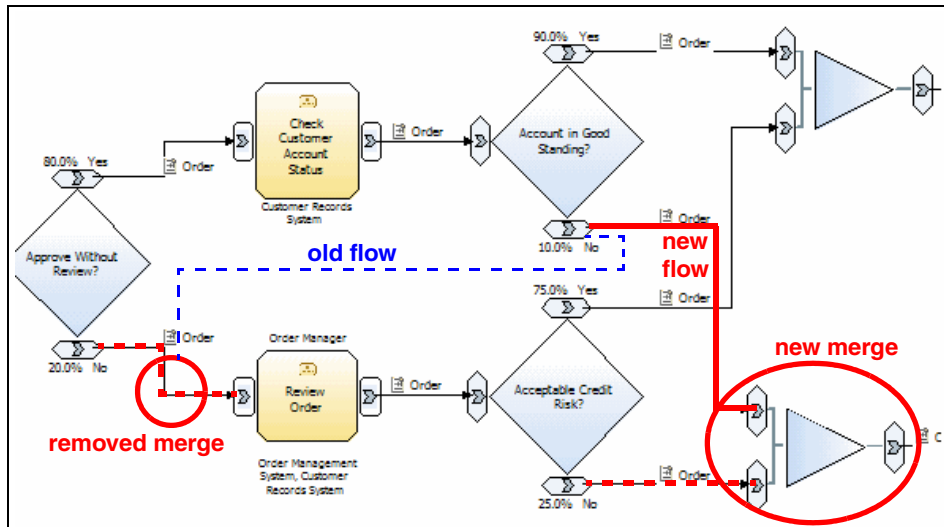 90.0% Yes
Order
Check
Customer
Account
Status
Order
Account in Good
Standing?
80.0% Yes
Order
Customer Records
System
Order
10.0% No
new
flow
old flow
Approve Without
Review?
75.0% Yes
Order
Order
Order Manager
new merge
20.0% No
Review
Order
Order
Acceptable Credit
Risk?
removed merge
C
Order Management
System, Customer
Records System
Order
25.0% No